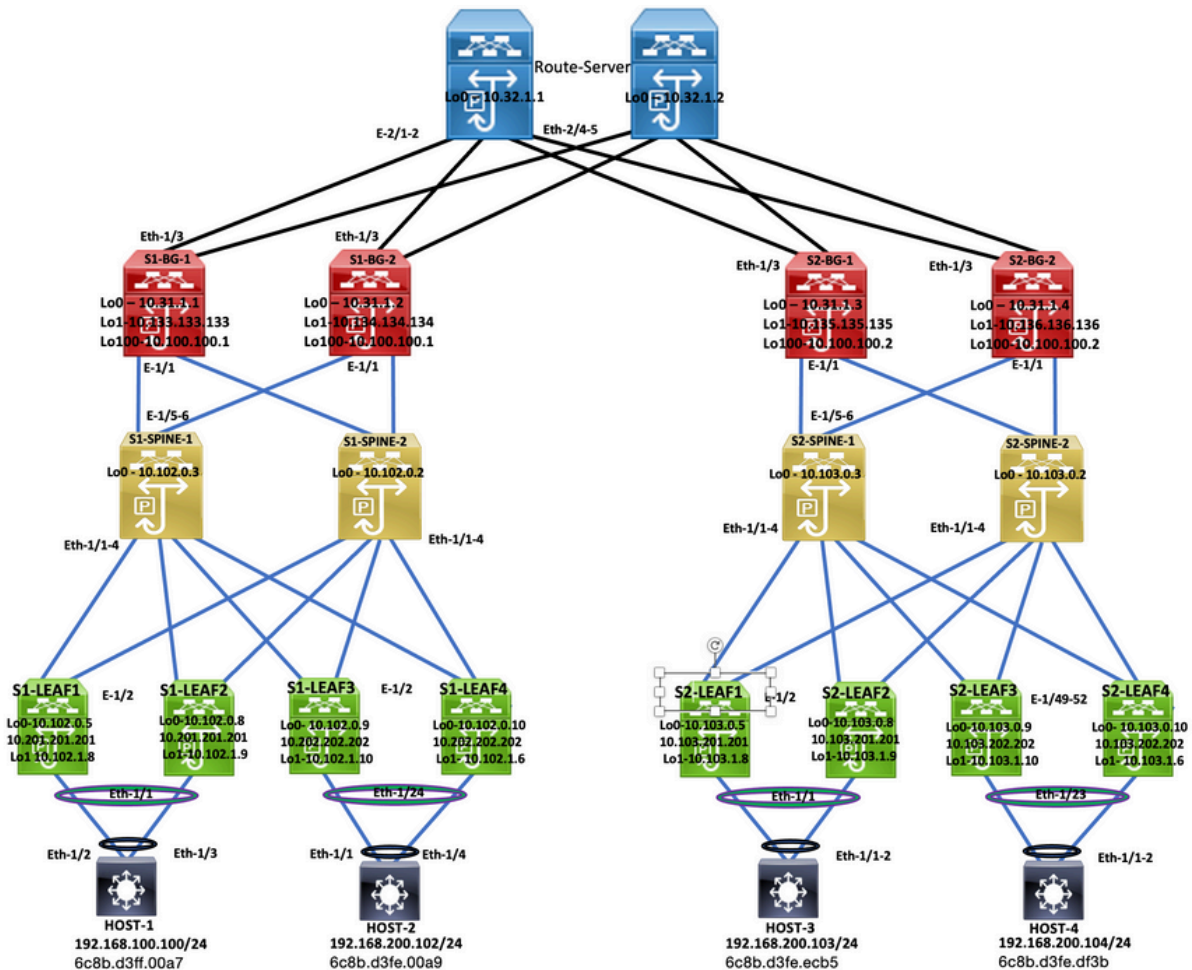 Route-Server
Lo0 - 10.32.1.1
Lo0 - 10.32.1.2
E-2/1-2
Eth-2/4-5
Eth-1/3
Eth-1/3
Eth-1/3
Eth-1/3
S1-BG-1
Lo0 – 10.31.1.1
Lo1-10.133.133.133
Lo100-10.100.100.1
S1-BG-2
Lo0 – 10.31.1.2
Lo1-10.134.134.134
Lo100-10.100.100.1
S2-BG-1
Lo0 – 10.31.1.3
Lo1-10.135.135.135
Lo100-10.100.100.2
S2-BG-2
Lo0 – 10.31.1.4
Lo1-10.136.136.136
Lo100-10.100.100.2
E-1/1
E-1/1
E-1/1
E-1/1
E-1/5-6
E-1/5-6
S1-SPINE-1
Lo0 - 10.102.0.3
P
S1-SPINE-2
Lo0 - 10.102.0.2
P
S2-SPINE-1
Lo0 - 10.103.0.3
P
S2-SPINE-2
Lo0 - 10.103.0.2
P
Eth-1/1-4
Eth-1/1-4
Eth-1/1-4
Eth-1/1-4
S1-LEAF1
Lo0-10.102.0.5
10.201.201.201
Lo1 10.102.1.8
E-1/2
S1-LEAF2
Lo0-10.102.0.8
10.201.201.201
Lo1-10.102.1.9
S1-LEAF3
Lo0- 10.102.0.9
10.202.202.202
Lo1-10.102.1.10
E-1/2
S1-LEAF4
Lo0-10.102.0.10
10.202.202.202
Lo1- 10.102.1.6
S2-LEAF1
Lo0-10.103.0.5
10.103.201.201
Lo1-10.103.1.8
E-1/2
S2-LEAF2
Lo0-10.103.0.8
10.103.201.201
Lo1-10.103.1.9
S2-LEAF3
Lo0-10.103.0.9
10.103.202.202
Lo1-10.103.1.10
E-1/49-52
S2-LEAF4
Lo0- 10.103.0.10
10.103.202.202
Lo1- 10.103.1.6
Eth-1/1
Eth-1/24
Eth-1/1
Eth-1/23
Eth-1/2
Eth-1/3
Eth-1/1
Eth-1/4
Eth-1/1-2
Eth-1/1-2
HOST-1
192.168.100.100/24
6c8b.d3ff.00a7
HOST-2
192.168.200.102/24
6c8b.d3fe.00a9
HOST-3
192.168.200.103/24
6c8b.d3fe.ecb5
HOST-4
192.168.200.104/24
6c8b.d3fe.df3b